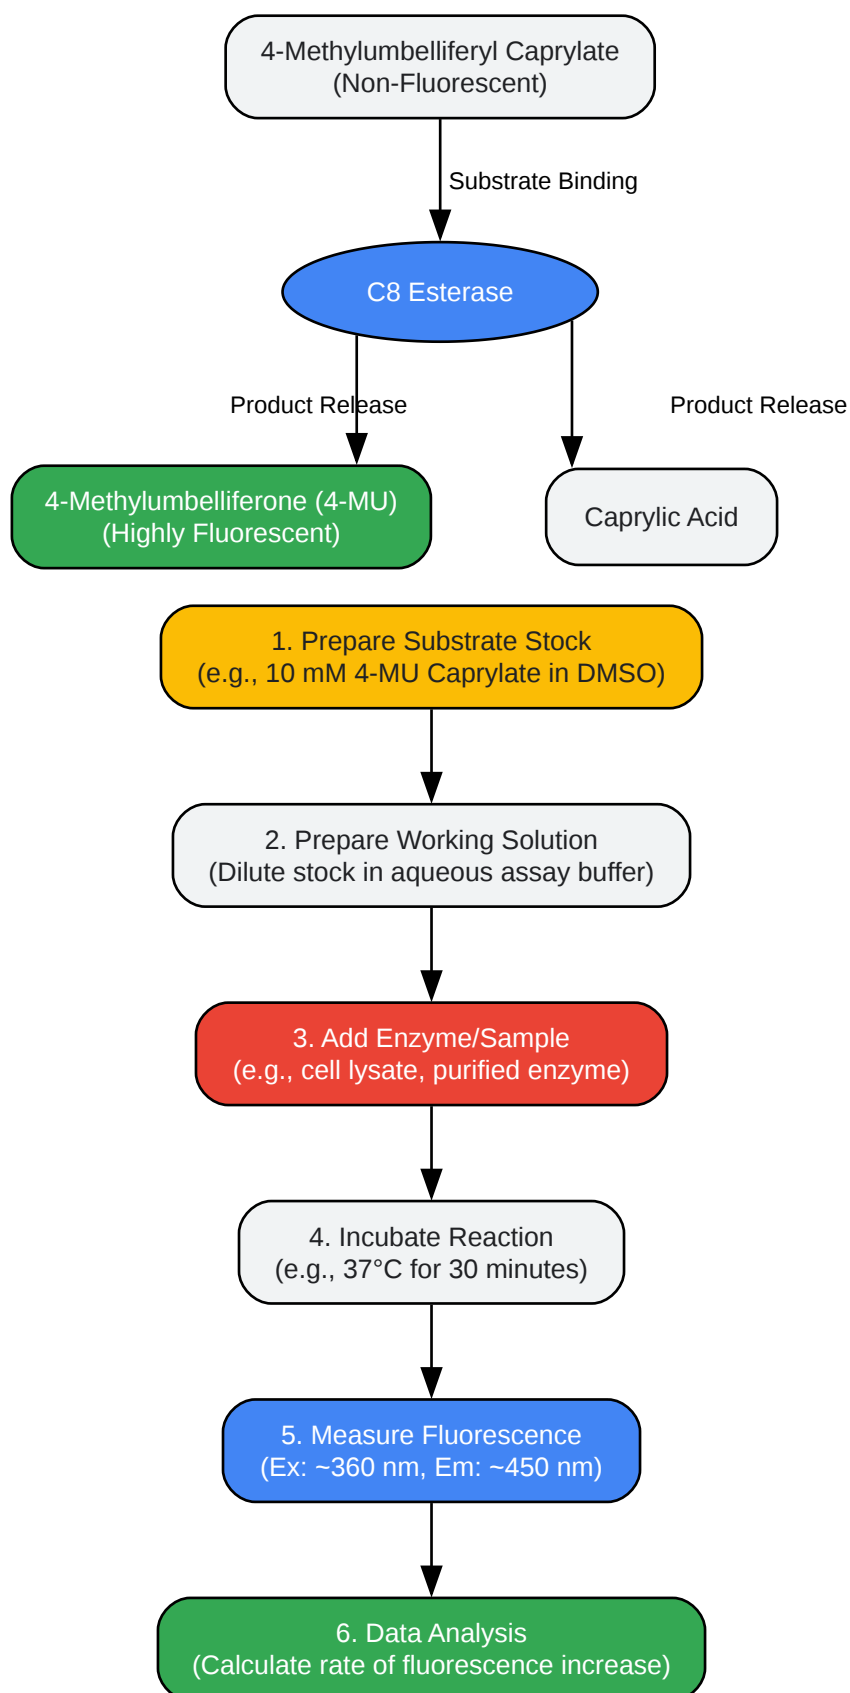 4-Methylumbelliferyl Caprylate
(Non-Fluorescent)
Substrate Binding
C8 Esterase
Product Release
Product Release
4-Methylumbelliferone (4-MU)
(Highly Fluorescent)
Caprylic Acid
1. Prepare Substrate Stock
(e.g., 10 mM 4-MU Caprylate in DMSO)
2. Prepare Working Solution
(Dilute stock in aqueous assay buffer)
3. Add Enzyme/Sample
(e.g., cell lysate, purified enzyme)
4. Incubate Reaction
(e.g., 37°C for 30 minutes)
5. Measure Fluorescence
(Ex: ~360 nm, Em: ~450 nm)
6. Data Analysis
(Calculate rate of fluorescence increase)